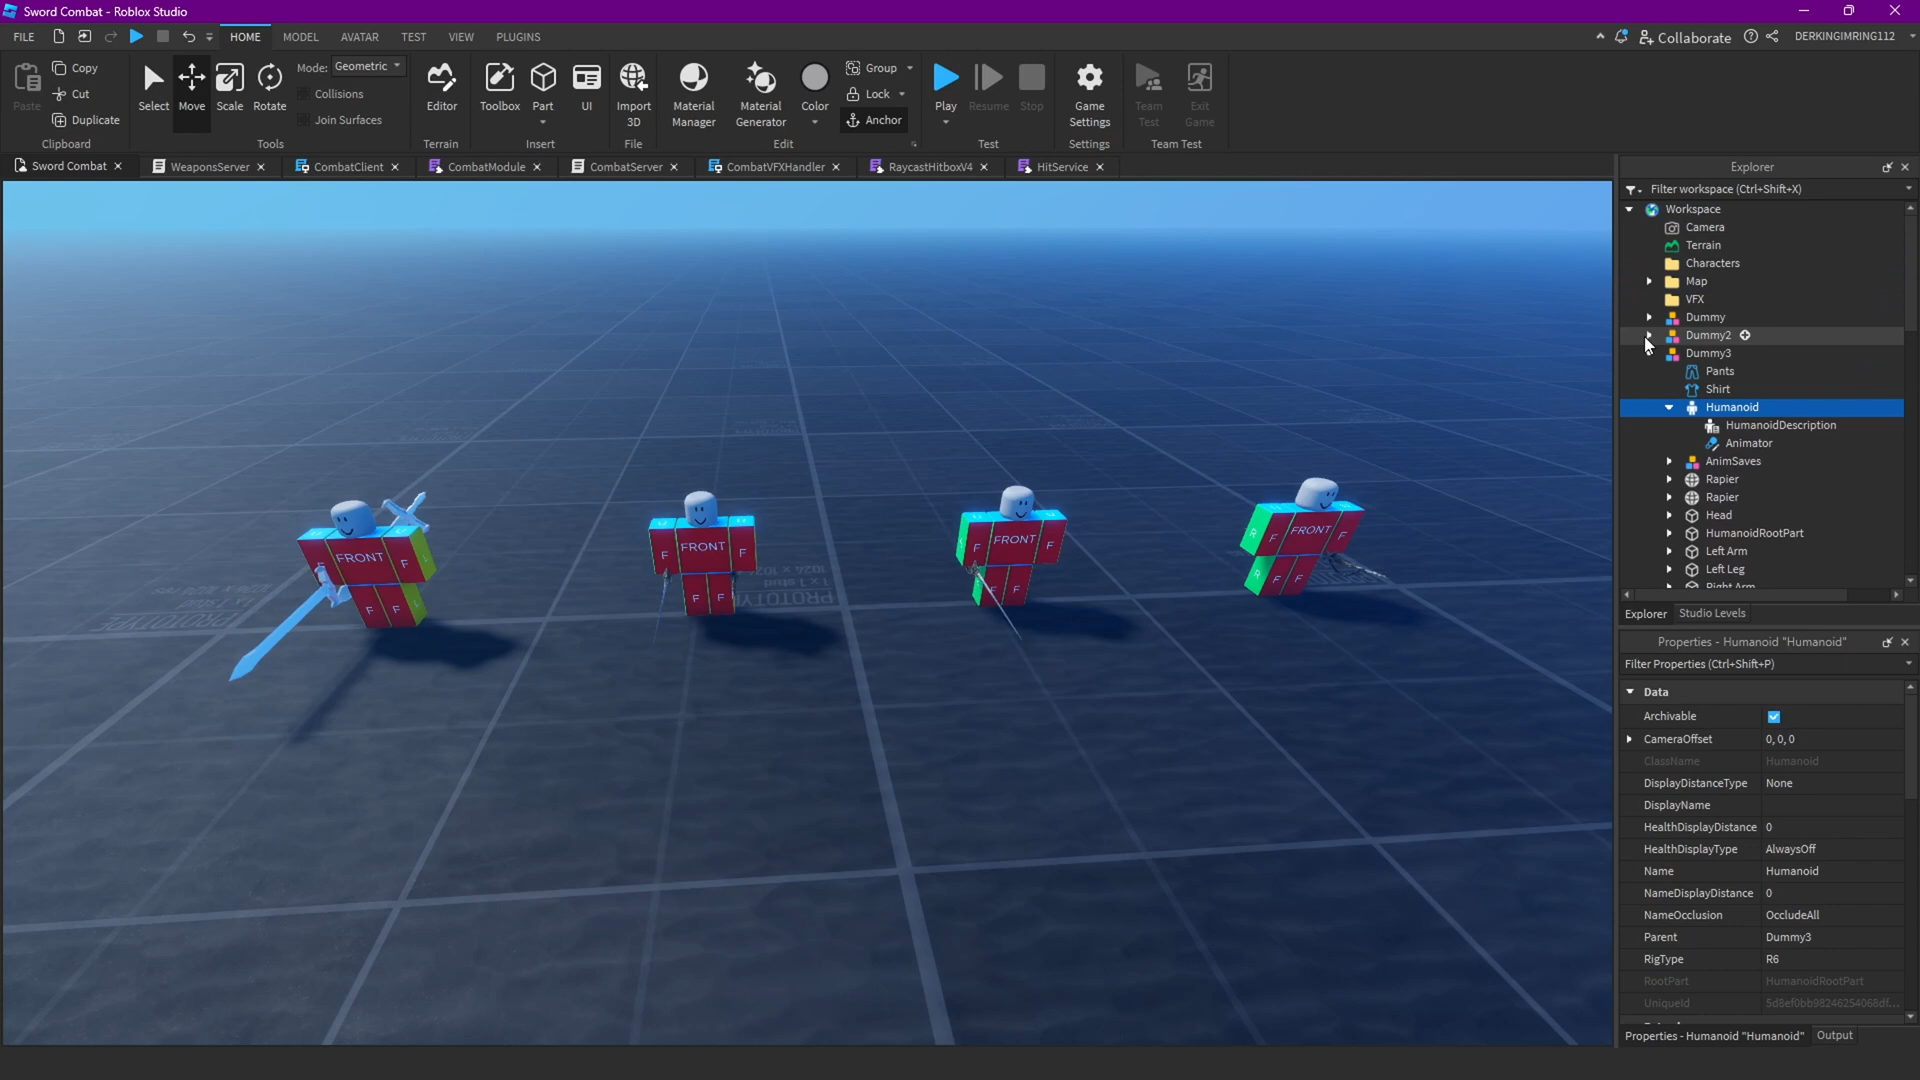 Sword Combat - Roblox Studio
FILE HOME MODEL AVATAR TEST VIEW PLUGINS Collaborate DERKINGIMRING112
Paste Copy Cut Duplicate Clipboard
Select Move Scale Rotate Mode: Geometric Collisions Join Surfaces Tools
Editor Terrain
Toolbox Part UI Insert
Import 3D File
Material Manager Material Generator Color Group Lock Anchor Edit
Play Resume Stop Test
Game Settings Settings
Team Test Exit Game Team Test
Sword Combat WeaponsServer CombatClient CombatModule CombatServer CombatVFXHandler RaycastHitboxV4 HitService
Explorer
Filter workspace (Ctrl+Shift+X)
Workspace
Camera
Terrain
Characters
Map
VFX
Dummy
Dummy2
Dummy3
Pants
Shirt
Humanoid
HumanoidDescription
Animator
AnimSaves
Rapier
Rapier
Head
HumanoidRootPart
Left Arm
Left Leg
Right Arm
Explorer Studio Levels
Properties - Humanoid "Humanoid"
Filter Properties (Ctrl+Shift+P)
Data
Archivable
CameraOffset 0, 0, 0
ClassName Humanoid
DisplayDistanceType None
DisplayName
HealthDisplayDistance 0
HealthDisplayType AlwaysOff
Name Humanoid
NameDisplayDistance 0
NameOcclusion OccludeAll
Parent Dummy3
RigType R6
RootPart HumanoidRootPart
UniqueId 5d8ef0bb98246254068df...
Properties - Humanoid "Humanoid" Output
FRONT F F F L
FRONT F F F F
FRONT F F F
FRONT R F F F F
PROTOTYPE
1024 x 1024
PROTOTYPE